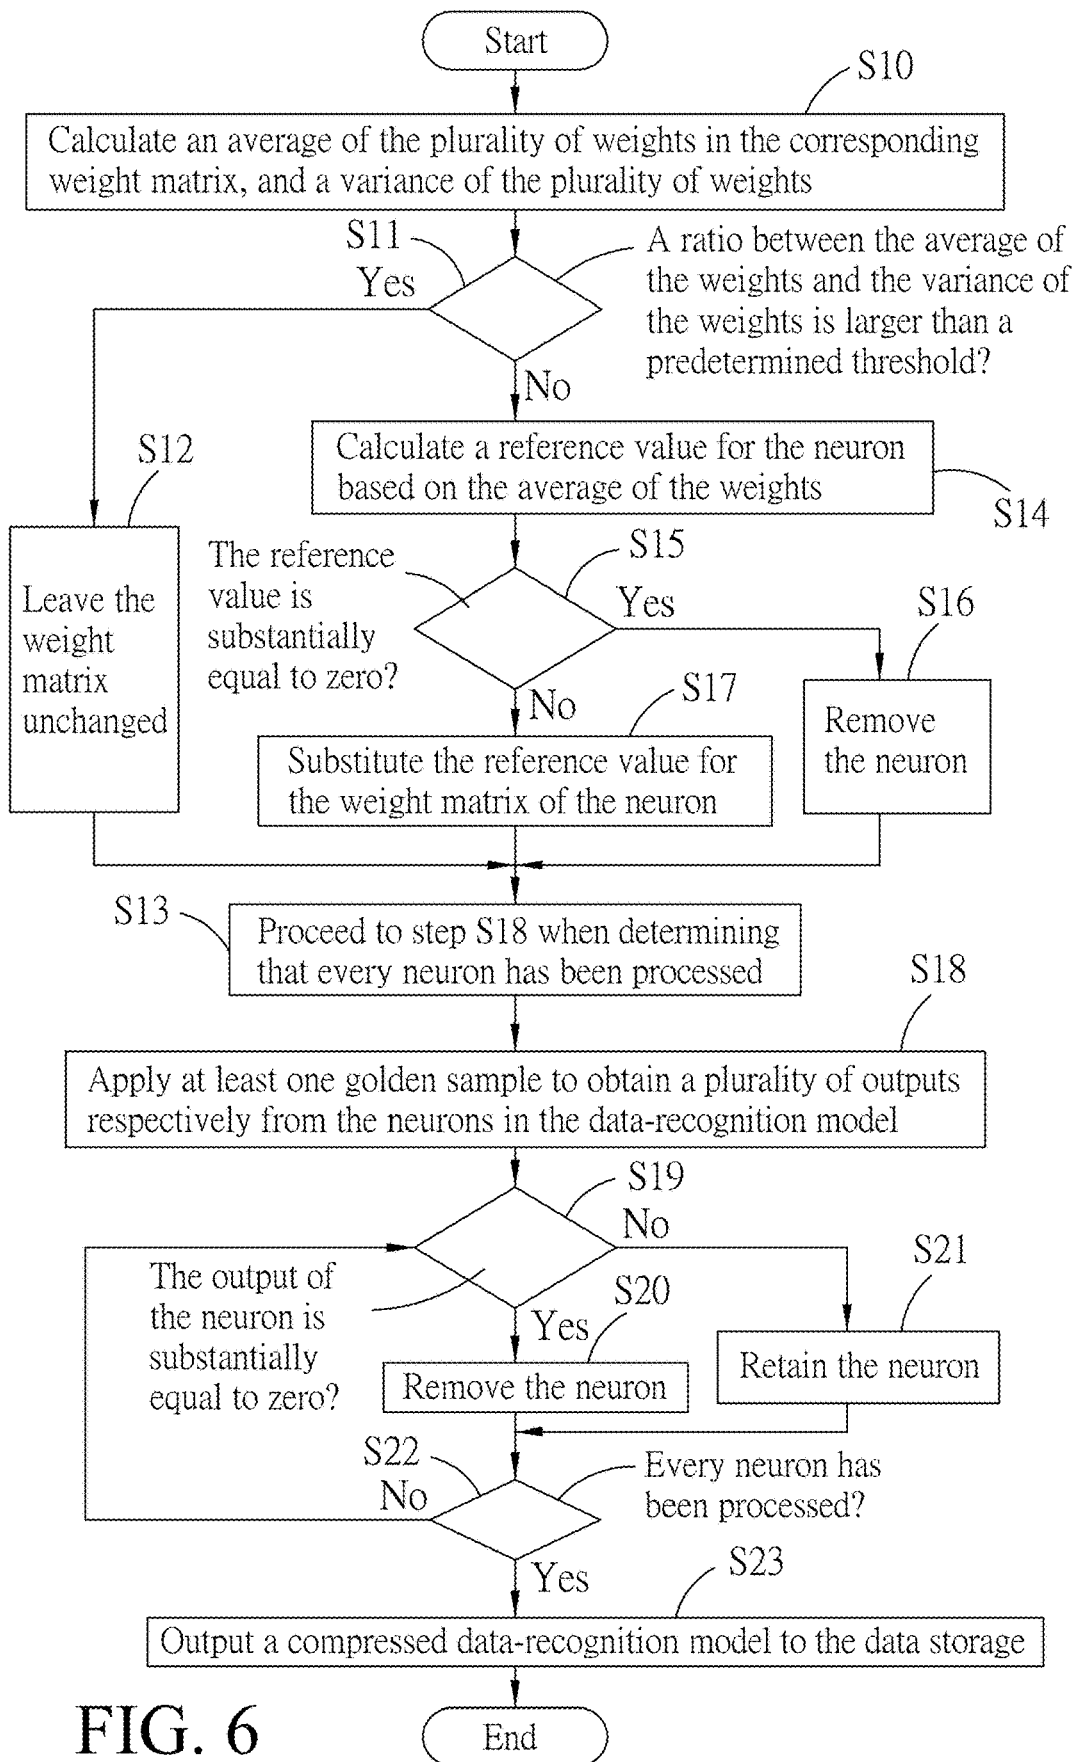 Start
S10
Calculate an average of the plurality of weights in the corresponding
weight matrix, and a variance of the plurality of weights
S11
Yes
A ratio between the average of
the weights and the variance of
the weights is larger than a
predetermined threshold?
No
S12
Calculate a reference value for the neuron
based on the average of the weights
S14
Leave the
weight
matrix
unchanged
The reference
value is
substantially
equal to zero?
S15
Yes
S16
No
S17
Remove
the neuron
Substitute the reference value for
the weight matrix of the neuron
S13
Proceed to step S18 when determining
that every neuron has been processed
S18
Apply at least one golden sample to obtain a plurality of outputs
respectively from the neurons in the data-recognition model
S19
No
The output of
the neuron is
substantially
equal to zero?
S20
S21
Yes
Remove the neuron
Retain the neuron
S22
No
Every neuron has
been processed?
Yes
S23
Output a compressed data-recognition model to the data storage
FIG. 6
End